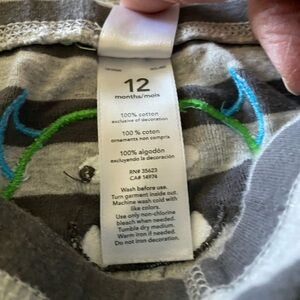 12
months/mois
100% cotton
exclusive of decoration
100% coton
ornaments non compris
100% algodón
excluyendo la decoración
RN# 35623
CA# 14974
Wash before use.
Turn garment inside out.
Machine wash cold with
like colors.
Use only non-chlorine
bleach when needed.
Tumble dry medium.
Warm iron if needed.
Do not iron decoration.